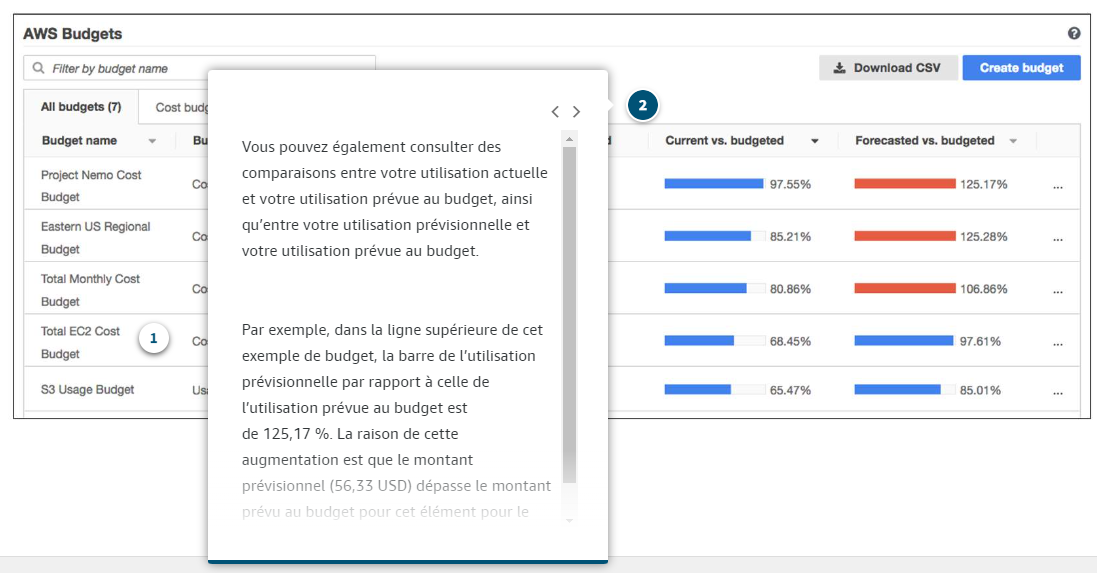 AWS Budgets
Filter by budget name
Download CSV
Create budget
All budgets (7)
Cost budg
Budget name
Bu
Current vs. budgeted
Forecasted vs. budgeted
Project Nemo Cost
Budget
Co
97.55%
125.17%
...
Eastern US Regional
Budget
Co
85.21%
125.28%
...
Total Monthly Cost
Budget
Co
80.86%
106.86%
...
Total EC2 Cost
Budget
1
Co
68.45%
97.61%
...
S3 Usage Budget
Usa
65.47%
85.01%
...
2
Vous pouvez également consulter des
comparaisons entre votre utilisation actuelle
et votre utilisation prévue au budget, ainsi
qu’entre votre utilisation prévisionnelle et
votre utilisation prévue au budget.
Par exemple, dans la ligne supérieure de cet
exemple de budget, la barre de l’utilisation
prévisionnelle par rapport à celle de
l’utilisation prévue au budget est
de 125,17 %. La raison de cette
augmentation est que le montant
prévisionnel (56,33 USD) dépasse le montant
prévu au budget pour cet élément pour le